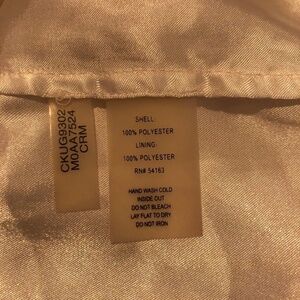 CKUG9302
M0AA7524
CRM
SHELL:
100% POLYESTER
LINING:
100% POLYESTER
RN# 54163
HAND WASH COLD
INSIDE OUT
DO NOT BLEACH
LAY FLAT TO DRY
DO NOT IRON